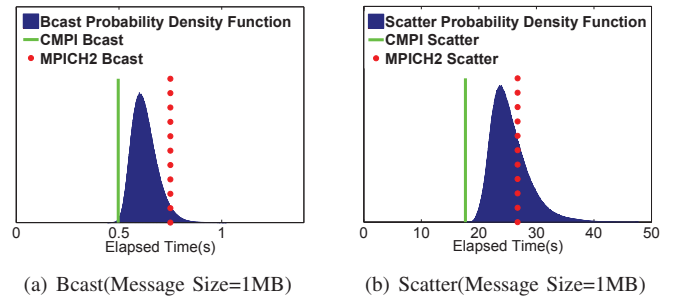 Bcast Probability Density Function
CMPI Bcast
MPICH2 Bcast
0 0.5 1
Elapsed Time(s)
(a) Bcast(Message Size=1MB)
Scatter Probability Density Function
CMPI Scatter
MPICH2 Scatter
0 10 20 30 40 50
Elapsed Time(s)
(b) Scatter(Message Size=1MB)